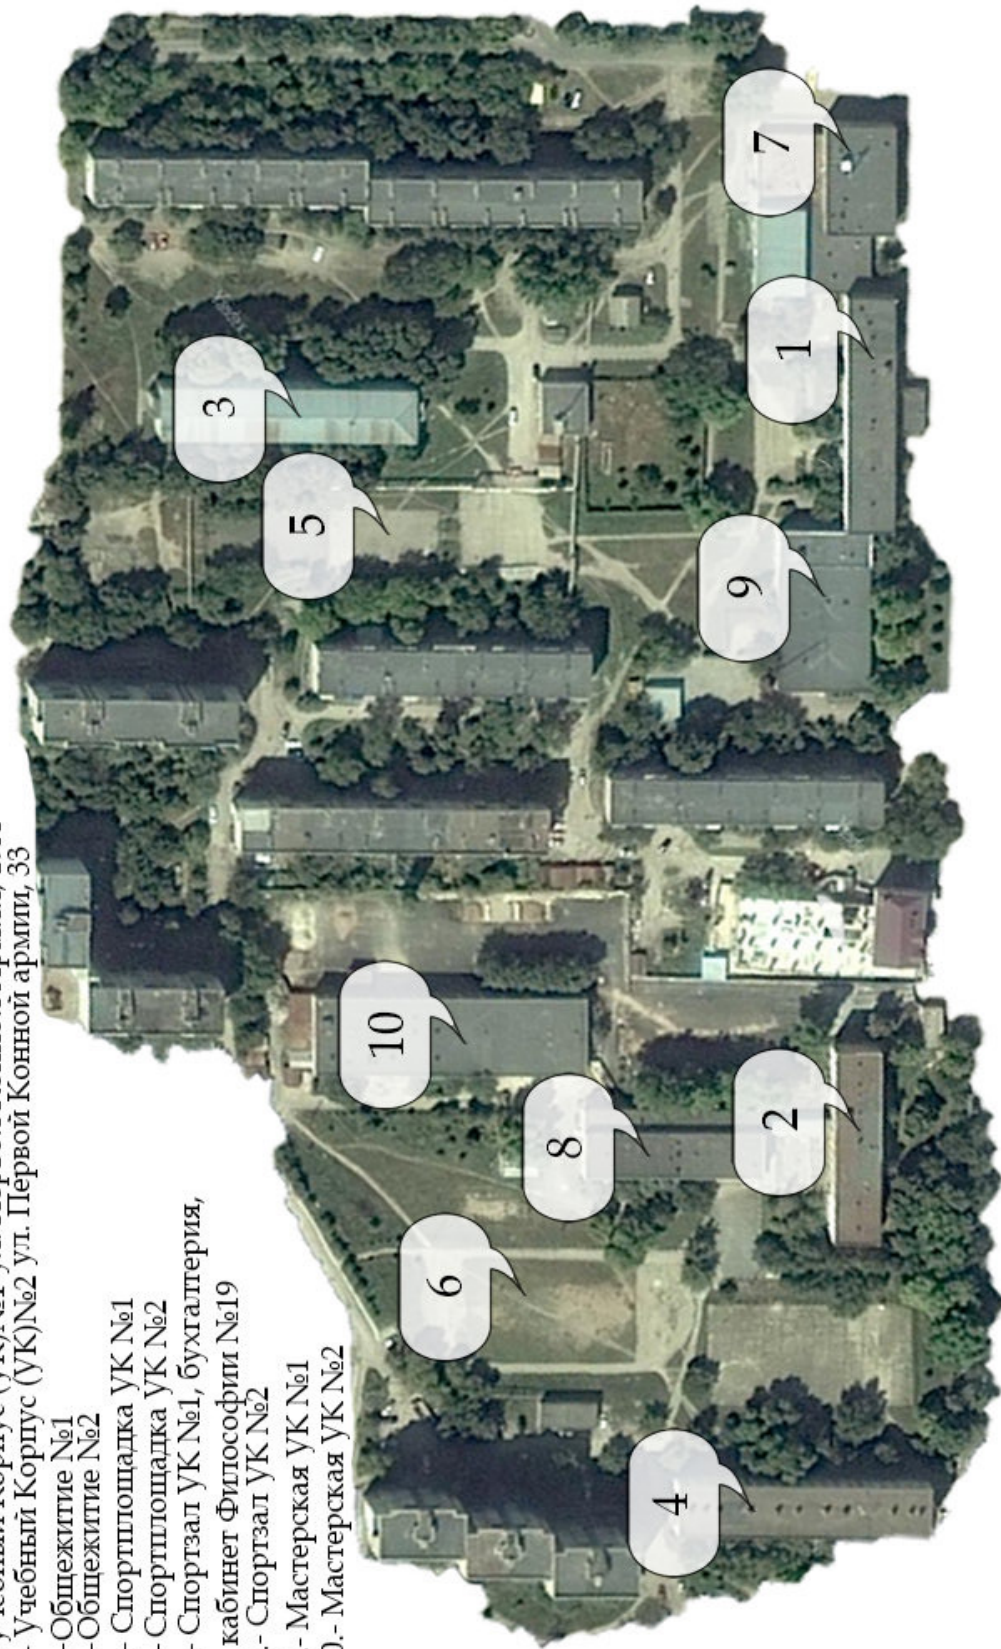 Учебный Корпус (УК)№2 ул. Первой Конной армии, 33
-Общежитие №1
-Общежитие №2
- Спортплощадка УК №1
- Спортплощадка УК №2
- Спортзал УК №1, бухгалтерия,
кабинет Философии №19
.- Спортзал УК №2
- Мастерская УК №1
0.- Мастерская УК №2
1
2
3
4
5
6
7
8
9
10